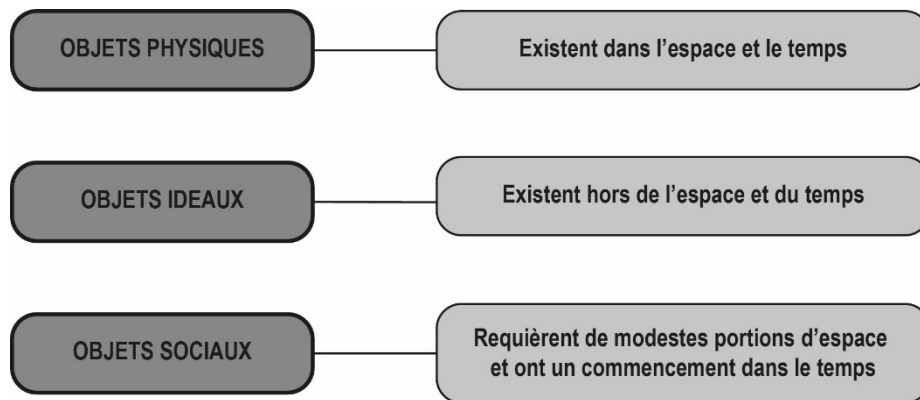 OBJETS PHYSIQUES
Existent dans l'espace et le temps
OBJETS IDEAUX
Existent hors de l'espace et du temps
OBJETS SOCIAUX
Requièrent de modestes portions d'espace
et ont un commencement dans le temps